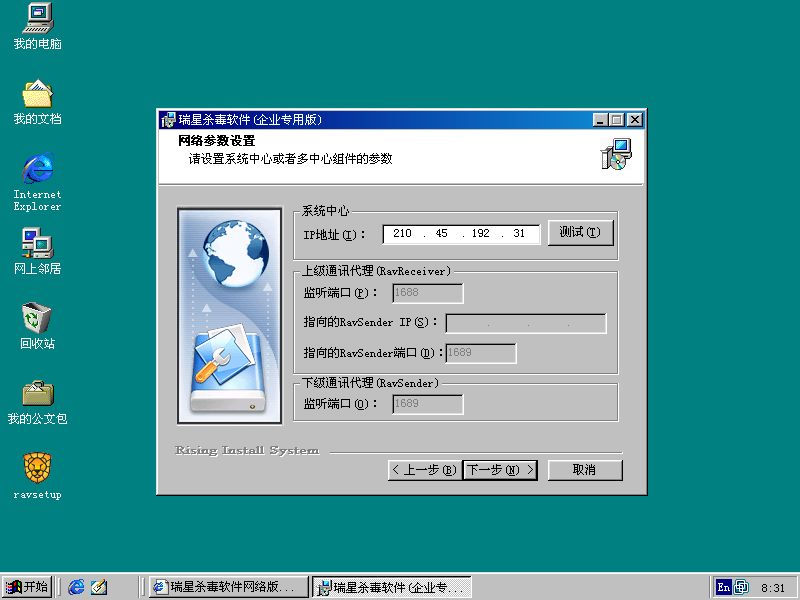 我的电脑
我的文档
Internet
Explorer
网上邻居
回收站
我的公文包
ravsetup
瑞星杀毒软件(企业专用版)
网络参数设置
请设置系统中心或者多中心组件的参数
系统中心
IP地址(I)： 210 . 45 . 192 . 31 测试(T)
上级通讯代理(RavReceiver)
监听端口(P)： 1688
指向的RavSender IP(S)： . . .
指向的RavSender端口(D)：1689
下级通讯代理(RavSender)
监听端口(O)： 1689
Rising Install System
< 上一步(B) 下一步(N) > 取消
开始 瑞星杀毒软件网络版... 瑞星杀毒软件(企业专... En 8:31